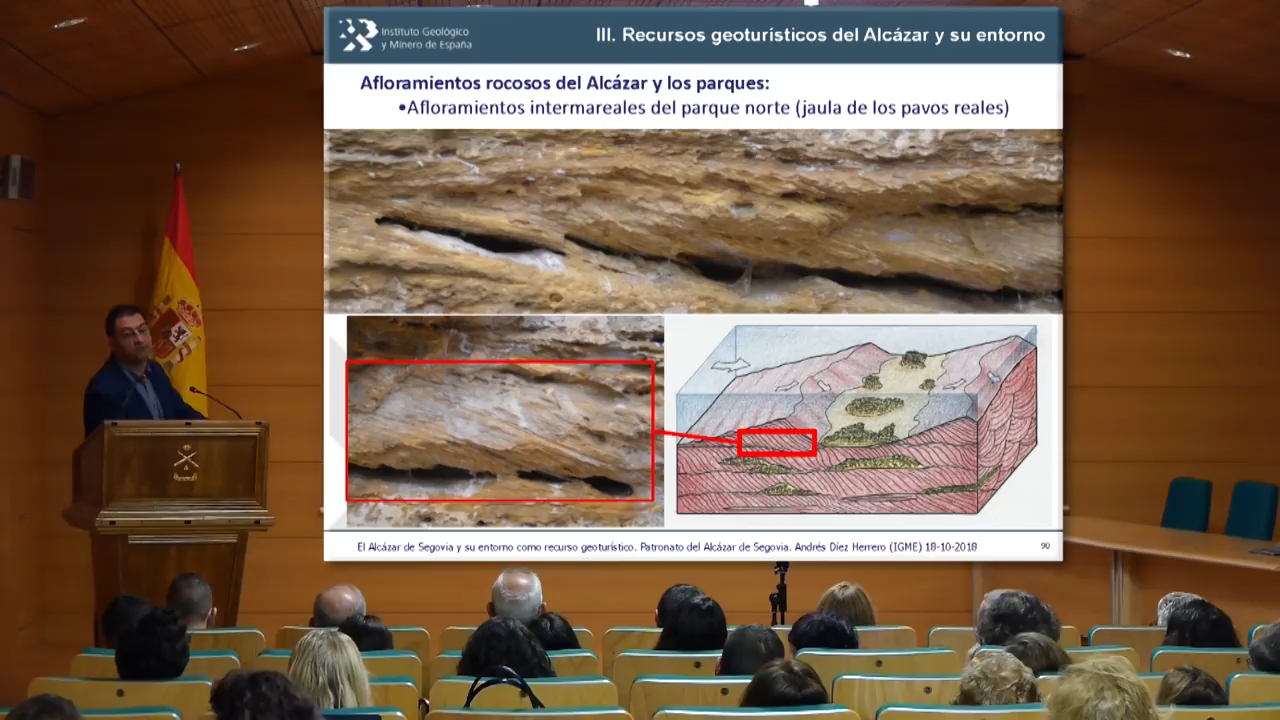 Instituto Geológico
y Minero de España
III. Recursos geoturísticos del Alcázar y su entorno
Afloramientos rocosos del Alcázar y los parques:
•Afloramientos intermareales del parque norte (jaula de los pavos reales)
El Alcázar de Segovia y su entorno como recurso geoturístico. Patronato del Alcázar de Segovia. Andrés Díez Herrero (IGME) 18-10-2018
90